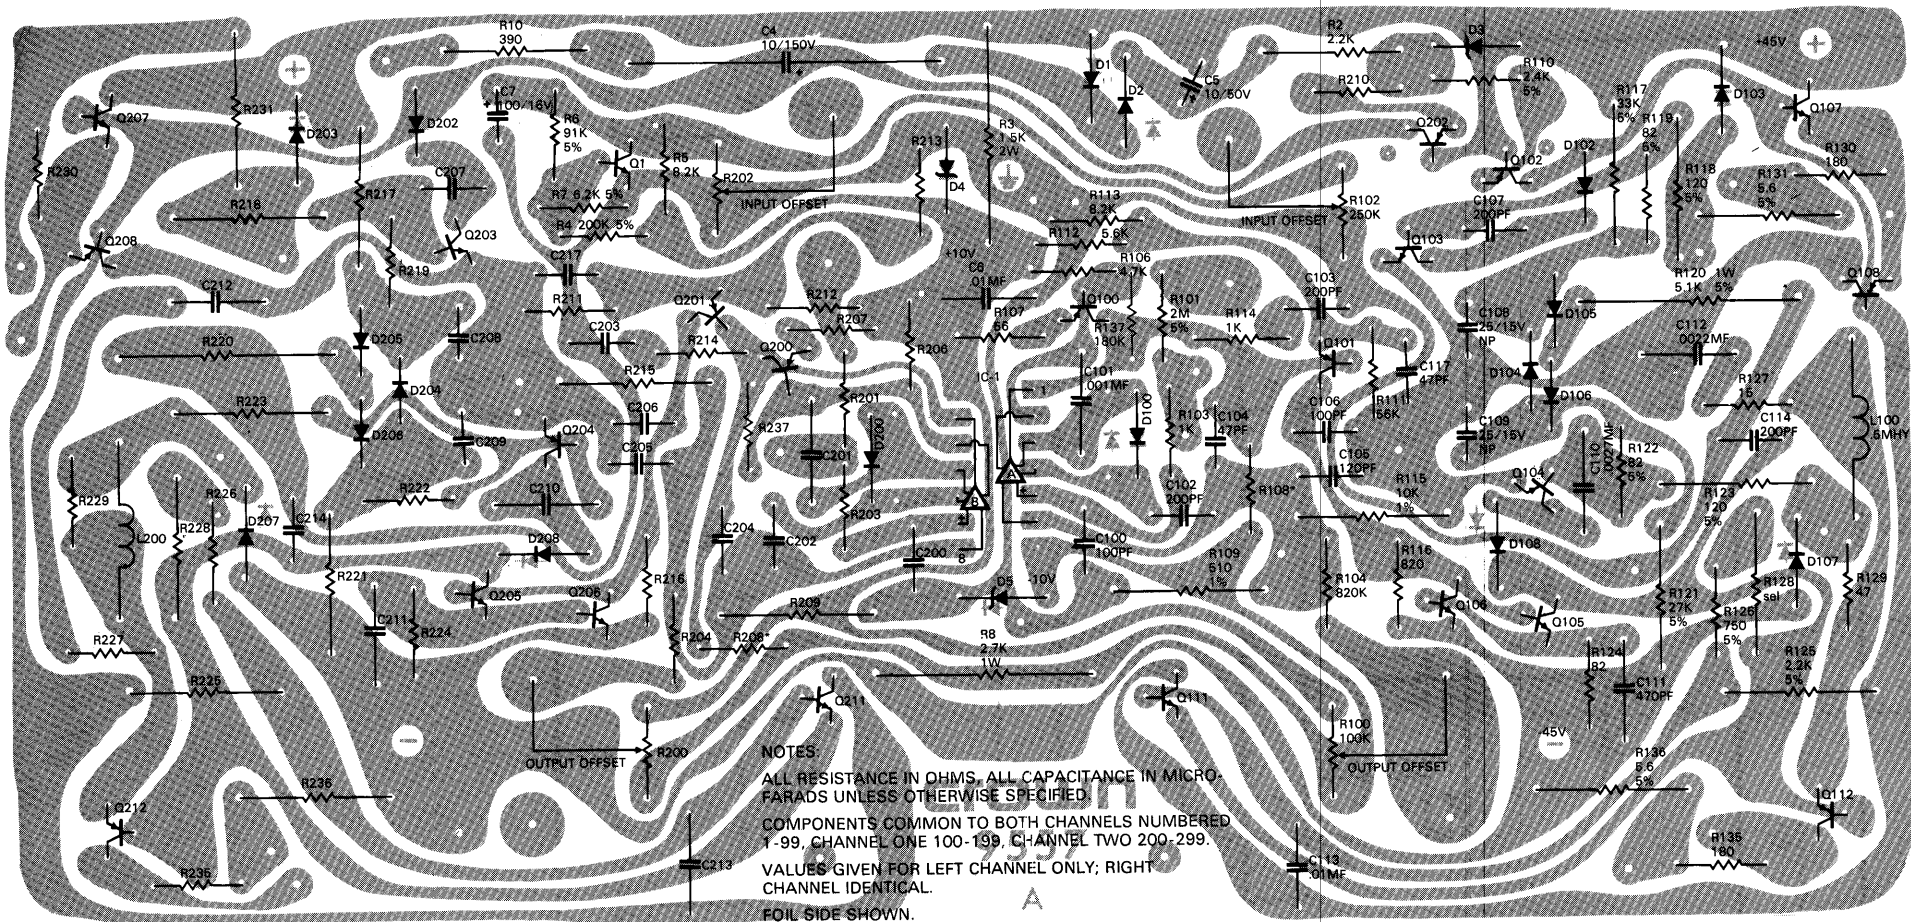 R10
390
C4
10/150V
R2
2.2K
D3
+45V
D1
D2
C5
10/50V
R210
R110
2.4K
5%
R117
33K
5%
D103
Q107
Q207
R231
D203
D202
C7
100/16V
R6
91K
5%
Q1
R5
8.2K
R202
INPUT OFFSET
R213
D4
R3
1.5K
2W
Q202
Q102
D102
R119
82
5%
R118
120
5%
R130
180
R131
5.6
5%
R230
R218
R217
C207
R7 6.2K 5%
R4 200K 5%
R113
8.2K
R112
5.6K
INPUT OFFSET
R102
250K
C107
200PF
Q103
Q208
Q203
R219
C217
+10V
C6
.01MF
R106
4.7K
C103
200PF
R120
5.1K
1W
5%
Q108
C212
R211
Q201
R212
R207
R107
56
Q100
R137
180K
R101
2M
5%
R114
1K
C108
25/15V
NP
D105
C112
.0022MF
R220
D205
C208
C203
R214
Q200
R206
Q101
C117
47PF
D104
D106
R215
IC-1
1
C101
.001MF
R111
56K
R127
15
R223
D204
D206
C209
Q204
C206
C205
R237
R201
C201
D200
D100
R103
1K
C104
47PF
C106
100PF
C105
120PF
C109
25/15V
NP
C110
.0027MF
R122
82
5%
C114
200PF
L100
.5MHY
R229
L200
R228
R226
D207
C214
R222
C210
R203
B
A
C102
200PF
R108*
R115
10K
1%
Q104
R123
120
5%
D208
C204
C202
C200
8
C100
100PF
D5
-10V
R109
510
1%
R104
820K
R116
820
D108
D107
R129
47
R221
C211
R224
Q205
Q206
R216
R204
R209
R208*
Q106
Q105
R121
27K
5%
R126
750
5%
R128
sel
R227
R225
R8
2.7K
1W
R124
82
C111
470PF
R125
2.2K
5%
Q211
Q111
R200
OUTPUT OFFSET
R100
100K
OUTPUT OFFSET
-45V
R136
5.6
5%
R236
Q212
R235
C213
C113
.01MF
Q112
R135
180
NOTES:
ALL RESISTANCE IN OHMS, ALL CAPACITANCE IN MICRO-
FARADS UNLESS OTHERWISE SPECIFIED.
COMPONENTS COMMON TO BOTH CHANNELS NUMBERED
1-99, CHANNEL ONE 100-199, CHANNEL TWO 200-299.
VALUES GIVEN FOR LEFT CHANNEL ONLY; RIGHT
CHANNEL IDENTICAL.
FOIL SIDE SHOWN.
A